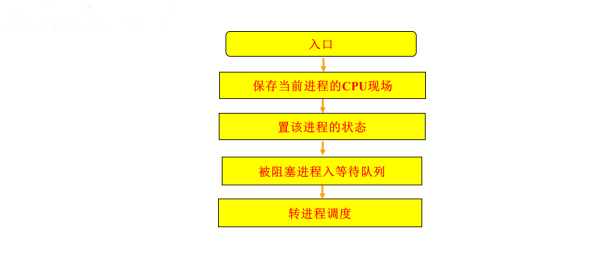 入口
保存当前进程的CPU现场
置该进程的状态
被阻塞进程入等待队列
转进程调度